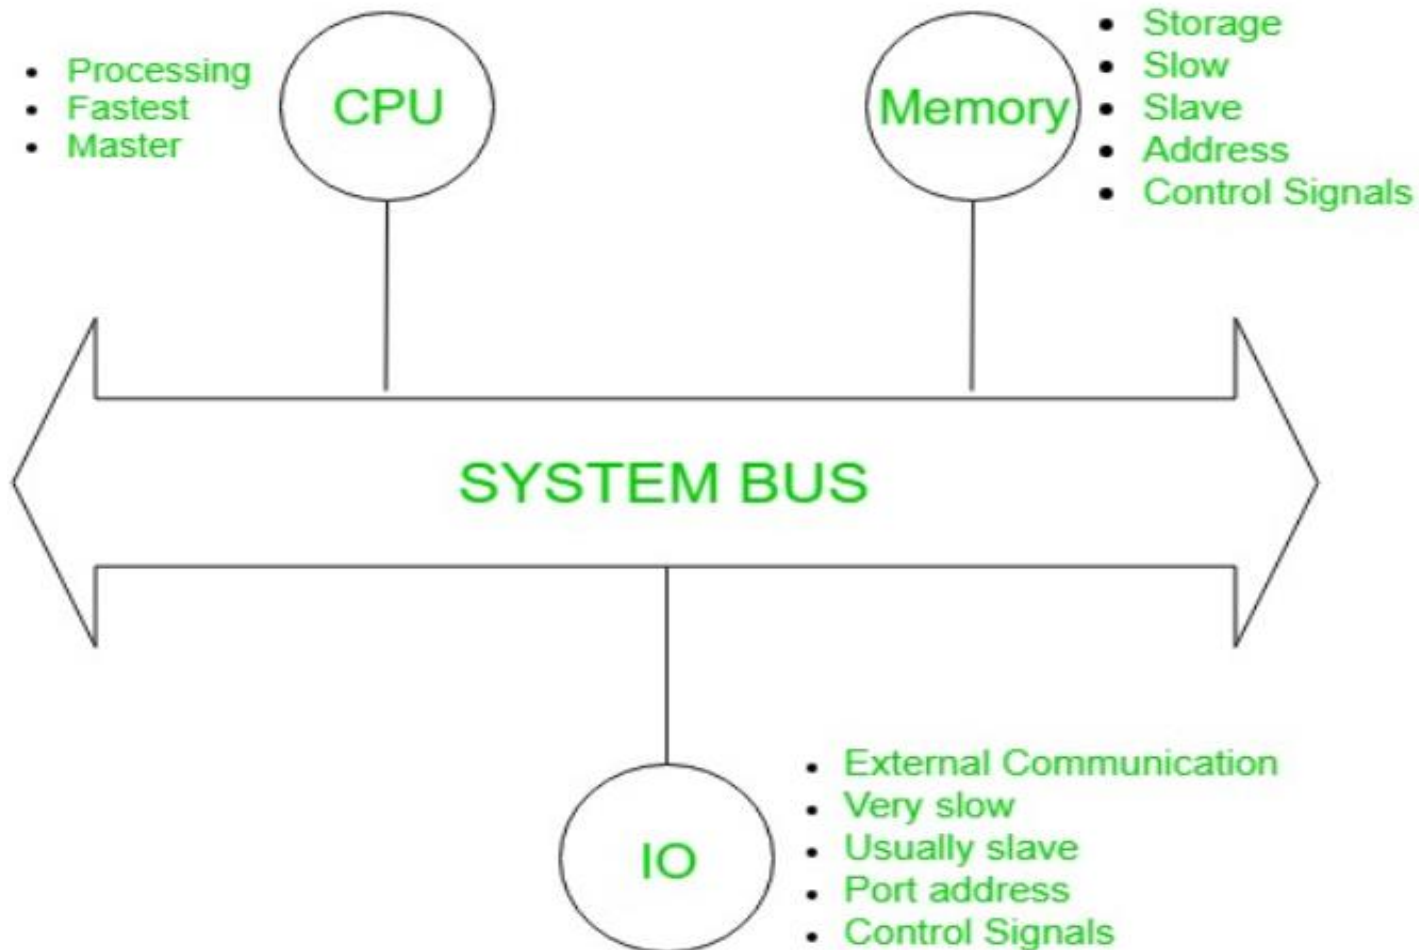 • Processing
• Fastest
• Master
CPU
Memory
• Storage
• Slow
• Slave
• Address
• Control Signals
SYSTEM BUS
IO
• External Communication
• Very slow
• Usually slave
• Port address
• Control Signals